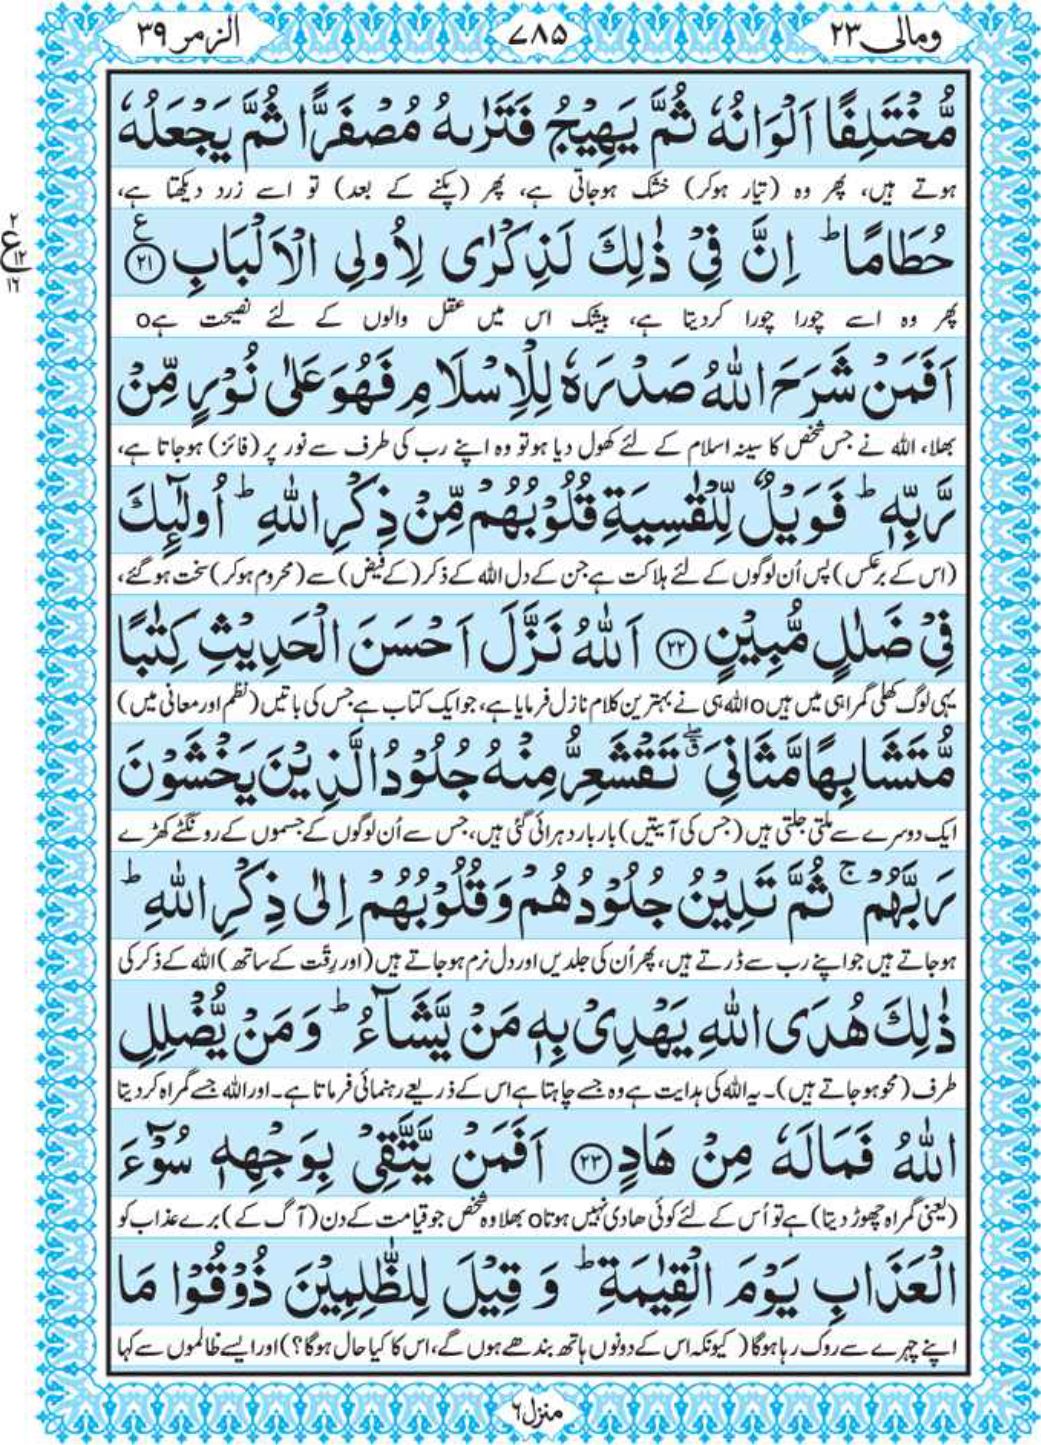 ومالی ٢٣
٧٨٥
الزمر ٣٩
مُّخْتَلِفًا اَلْوَانُهٗ ثُمَّ يَهِيْجُ فَتَرٰىهُ مُصْفَرًّا ثُمَّ يَجْعَلُهٗ
ہوتے ہیں، پھر وہ (تیار ہوکر) خشک ہوجاتی ہے، پھر (پکنے کے بعد) تو اسے زرد دیکھتا ہے،
حُطَامًا ؕ اِنَّ فِيْ ذٰلِكَ لَذِكْرٰى لِاُولِي الْاَلْبَابِ ﴿٢١﴾ ع
٢
ع
١٢
١٦
پھر وہ اسے چورا چورا کردیتا ہے، بیشک اس میں عقل والوں کے لئے نصیحت ہےo
اَفَمَنْ شَرَحَ اللّٰهُ صَدْرَهٗ لِلْاِسْلَامِ فَهُوَ عَلٰى نُوْرٍ مِّنْ
بھلا، اللہ نے جس شخص کا سینہ اسلام کے لئے کھول دیا ہو تو وہ اپنے رب کی طرف سے نور پر (فائز) ہوجاتا ہے،
رَّبِّهٖ ؕ فَوَيْلٌ لِّلْقٰسِيَةِ قُلُوْبُهُمْ مِّنْ ذِكْرِ اللّٰهِ ؕ اُولٰٓئِكَ
(اس کے برعکس) پس اُن لوگوں کے لئے ہلاکت ہے جن کے دل اللہ کے ذکر (کے فیض) سے (محروم ہوکر) سخت ہوگئے،
فِيْ ضَلٰلٍ مُّبِيْنٍ ﴿٢٢﴾ اَللّٰهُ نَزَّلَ اَحْسَنَ الْحَدِيْثِ كِتٰبًا
یہی لوگ کھلی گمراہی میں ہیںo اللہ ہی نے بہترین کلام نازل فرمایا ہے، جو ایک کتاب ہے جس کی باتیں (نظم اور معانی میں)
مُّتَشَابِهًا مَّثَانِيَ ۖۗ تَقْشَعِرُّ مِنْهُ جُلُوْدُ الَّذِيْنَ يَخْشَوْنَ
ایک دوسرے سے ملتی جلتی ہیں (جس کی آیتیں) بار بار دہرائی گئی ہیں، جس سے اُن لوگوں کے جسموں کے رونگٹے کھڑے
رَبَّهُمْ ۚ ثُمَّ تَلِيْنُ جُلُوْدُهُمْ وَقُلُوْبُهُمْ اِلٰى ذِكْرِ اللّٰهِ ؕ
ہوجاتے ہیں جو اپنے رب سے ڈرتے ہیں، پھر اُن کی جلدیں اور دل نرم ہوجاتے ہیں (اور رِقّت کے ساتھ) اللہ کے ذکر کی
ذٰلِكَ هُدَى اللّٰهِ يَهْدِيْ بِهٖ مَنْ يَّشَآءُ ؕ وَمَنْ يُّضْلِلِ
طرف (محو ہوجاتے ہیں)۔ یہ اللہ کی ہدایت ہے وہ جسے چاہتا ہے اس کے ذریعے رہنمائی فرماتا ہے۔ اور اللہ جسے گمراہ کردیتا
اللّٰهُ فَمَا لَهٗ مِنْ هَادٍ ﴿٢٣﴾ اَفَمَنْ يَّتَّقِيْ بِوَجْهِهٖ سُوْٓءَ
(یعنی گمراہ چھوڑ دیتا) ہے تو اُس کے لئے کوئی ھادی نہیں ہوتاo بھلا وہ شخص جو قیامت کے دن (آگ کے) برے عذاب کو
الْعَذَابِ يَوْمَ الْقِيٰمَةِ ؕ وَ قِيْلَ لِلظّٰلِمِيْنَ ذُوْقُوْا مَا
اپنے چہرے سے روک رہا ہوگا (کیونکہ اس کے دونوں ہاتھ بندھے ہوں گے، اس کا کیا حال ہوگا؟) اور ایسے ظالموں سے کہا
منزل ٦